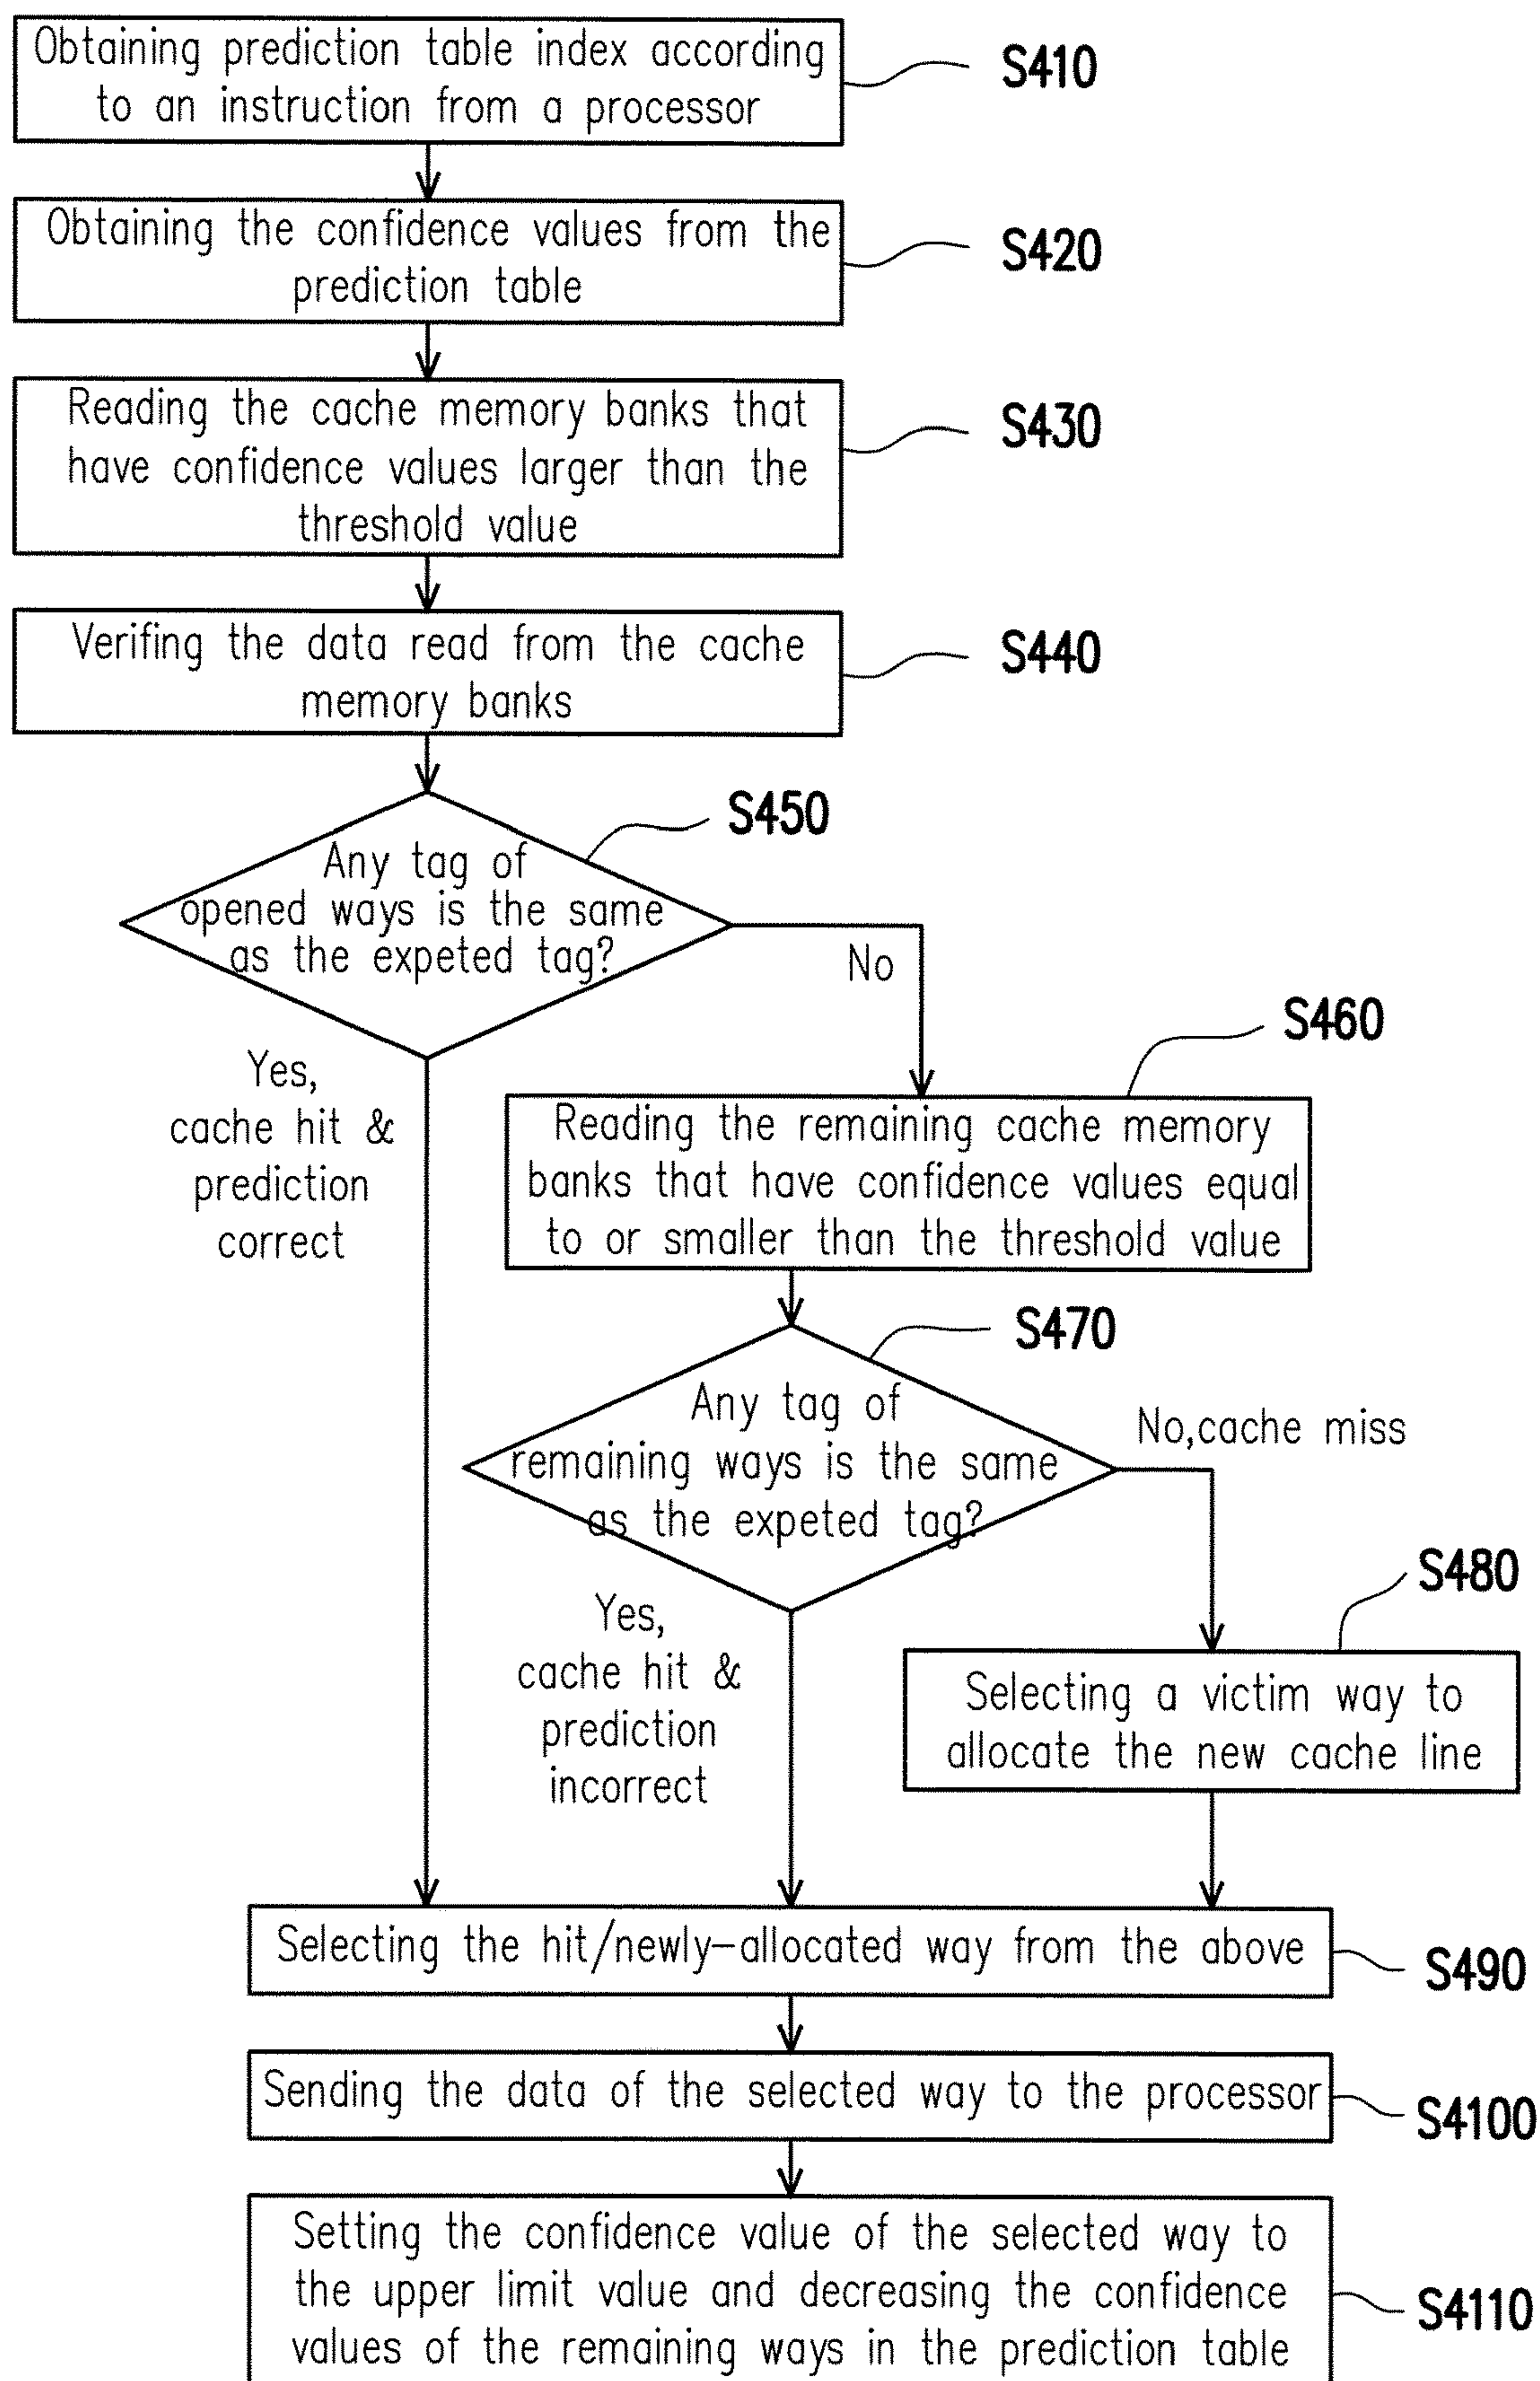 Obtaining prediction table index according
to an instruction from a processor
S410
Obtaining the confidence values from the
prediction table
S420
Reading the cache memory banks that
have confidence values larger than the
threshold value
S430
Verifing the data read from the cache
memory banks
S440
Any tag of
opened ways is the same
as the expeted tag?
S450
No
Yes,
cache hit &
prediction
correct
S460
Reading the remaining cache memory
banks that have confidence values equal
to or smaller than the threshold value
S470
Any tag of
remaining ways is the same
as the expeted tag?
No,cache miss
Yes,
cache hit &
prediction
incorrect
S480
Selecting a victim way to
allocate the new cache line
Selecting the hit/newly-allocated way from the above
S490
Sending the data of the selected way to the processor
S4100
Setting the confidence value of the selected way to
the upper limit value and decreasing the confidence
values of the remaining ways in the prediction table
S4110